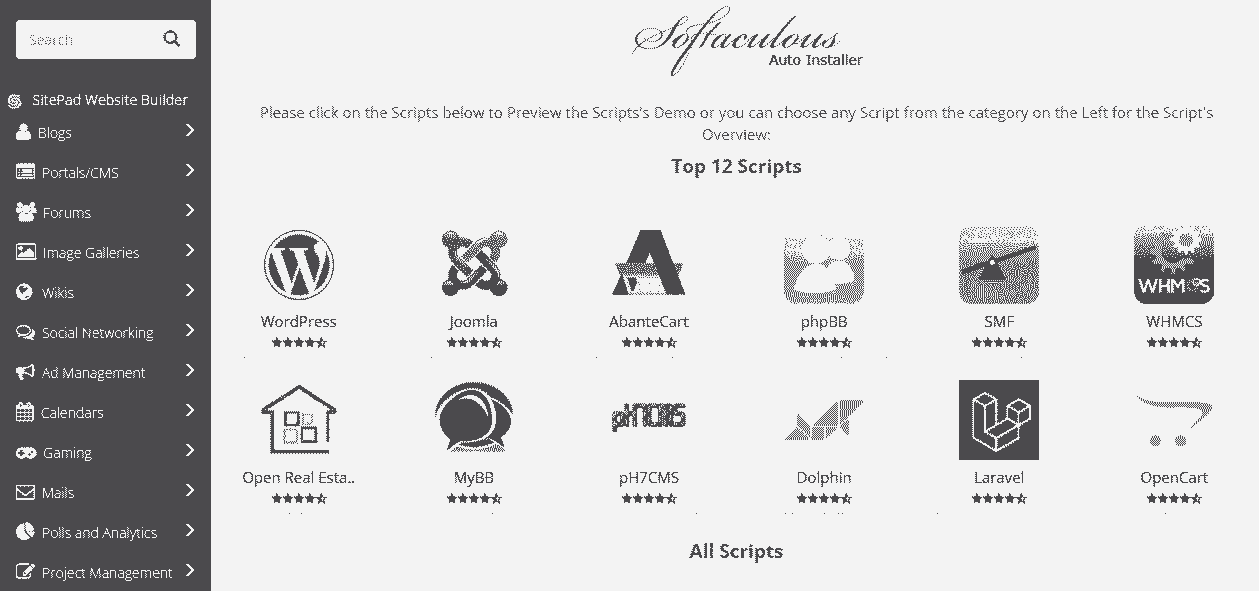 Search
SitePad Website Builder
Blogs
Portals/CMS
Forums
Image Galleries
Wikis
Social Networking
Ad Management
Calendars
Gaming
Mails
Polls and Analytics
Project Management
Softaculous
Auto Installer
Please click on the Scripts below to Preview the Scripts's Demo or you can choose any Script from the category on the Left for the Script's
Overview:
Top 12 Scripts
WHMCS
WordPress Joomla AbanteCart phpBB SMF WHMCS
pH7CMS
Open Real Esta.. MyBB pH7CMS Dolphin Laravel OpenCart
All Scripts